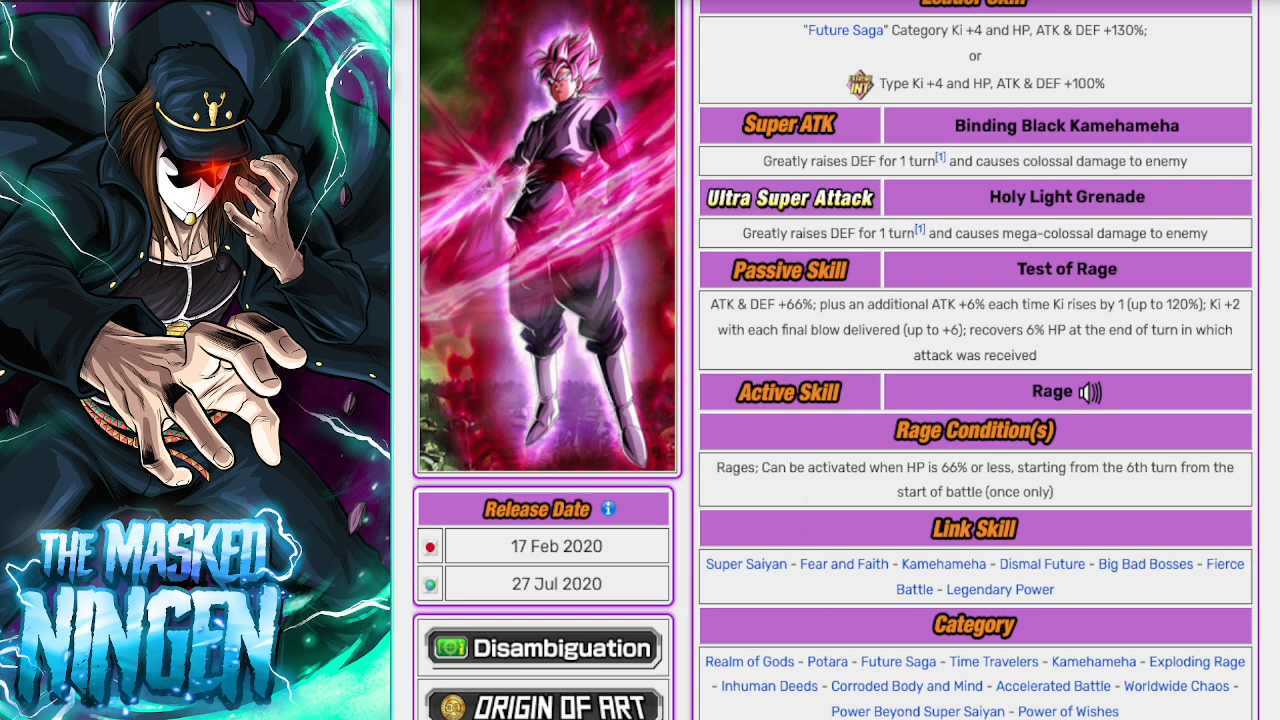 THE MASKED
NINGEN
Release Date
17 Feb 2020
27 Jul 2020
Disambiguation
ORIGIN OF ART
Leader Skill
"Future Saga" Category Ki +4 and HP, ATK & DEF +130%;
or
INT Type Ki +4 and HP, ATK & DEF +100%
Super ATK Binding Black Kamehameha
Greatly raises DEF for 1 turn[1] and causes colossal damage to enemy
Ultra Super Attack Holy Light Grenade
Greatly raises DEF for 1 turn[1] and causes mega-colossal damage to enemy
Passive Skill Test of Rage
ATK & DEF +66%; plus an additional ATK +6% each time Ki rises by 1 (up to 120%); Ki +2
with each final blow delivered (up to +6); recovers 6% HP at the end of turn in which
attack was received
Active Skill Rage
Rage Condition(s)
Rages; Can be activated when HP is 66% or less, starting from the 6th turn from the
start of battle (once only)
Link Skill
Super Saiyan - Fear and Faith - Kamehameha - Dismal Future - Big Bad Bosses - Fierce
Battle - Legendary Power
Category
Realm of Gods - Potara - Future Saga - Time Travelers - Kamehameha - Exploding Rage
- Inhuman Deeds - Corroded Body and Mind - Accelerated Battle - Worldwide Chaos -
Power Beyond Super Saiyan - Power of Wishes